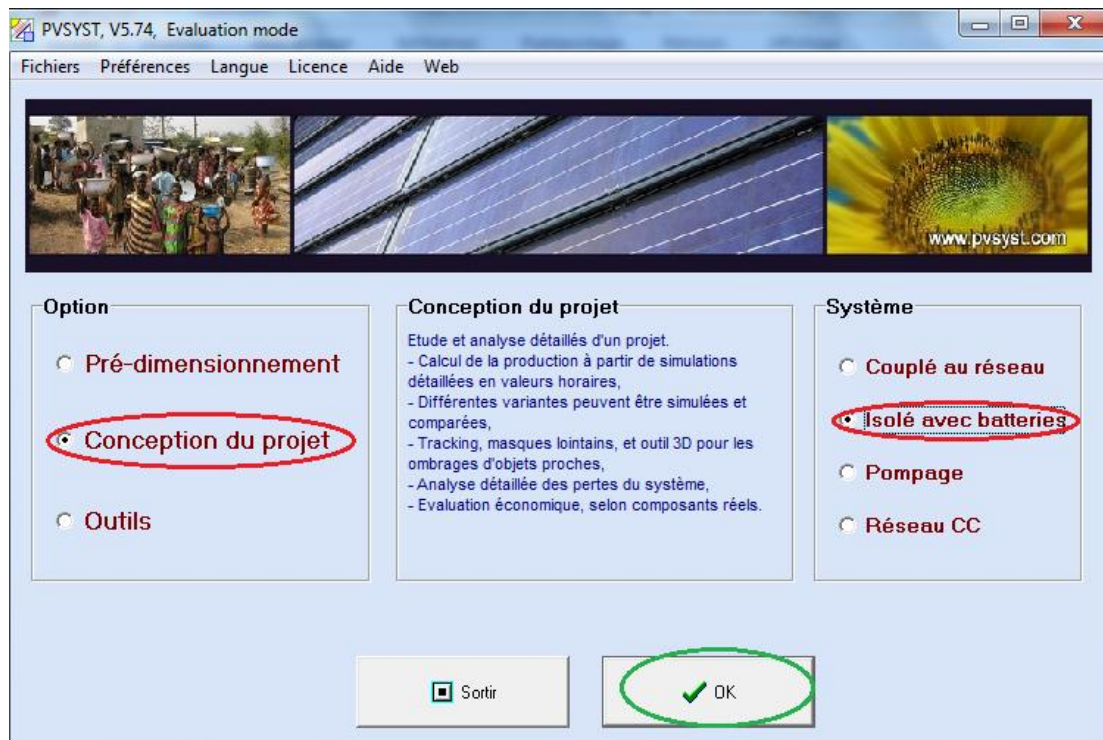 PVSYST, V5.74, Evaluation mode
Fichiers Préférences Langue Licence Aide Web
www.pvsyst.com
Option
Pré-dimensionnement
Conception du projet
Outils
Conception du projet
Etude et analyse détaillés d'un projet.
- Calcul de la production à partir de simulations
détaillées en valeurs horaires,
- Différentes variantes peuvent être simulées et
comparées,
- Tracking, masques lointains, et outil 3D pour les
ombrages d'objets proches,
- Analyse détaillée des pertes du système,
- Evaluation économique, selon composants réels.
Système
Couplé au réseau
Isolé avec batteries
Pompage
Réseau CC
Sortir
OK